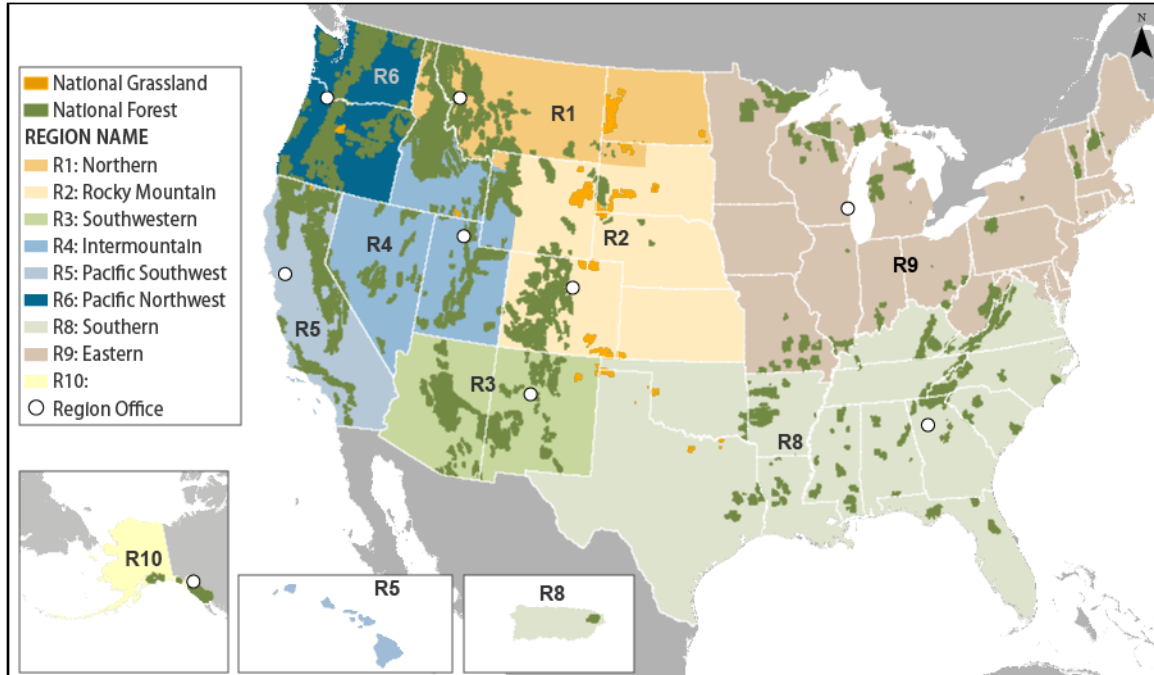 National Grassland
National Forest
REGION NAME
R1: Northern
R2: Rocky Mountain
R3: Southwestern
R4: Intermountain
R5: Pacific Southwest
R6: Pacific Northwest
R8: Southern
R9: Eastern
R10:
Region Office
N
R6
R1
R2
R4
R9
R5
R3
R8
R10
R5
R8